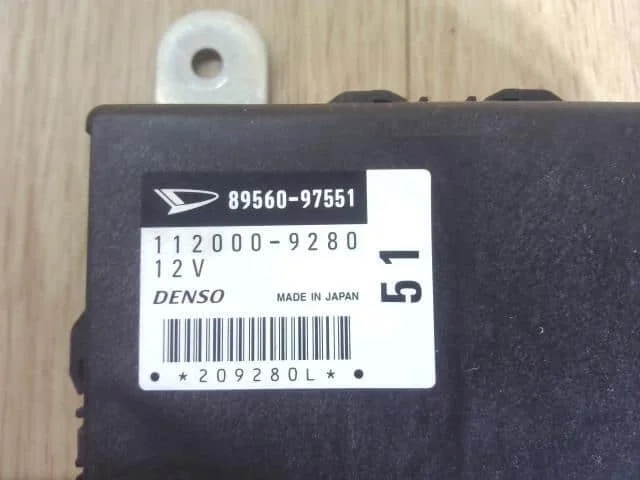 89560-97551
112000-9280
12V
51
DENSO MADE IN JAPAN
*209280L*